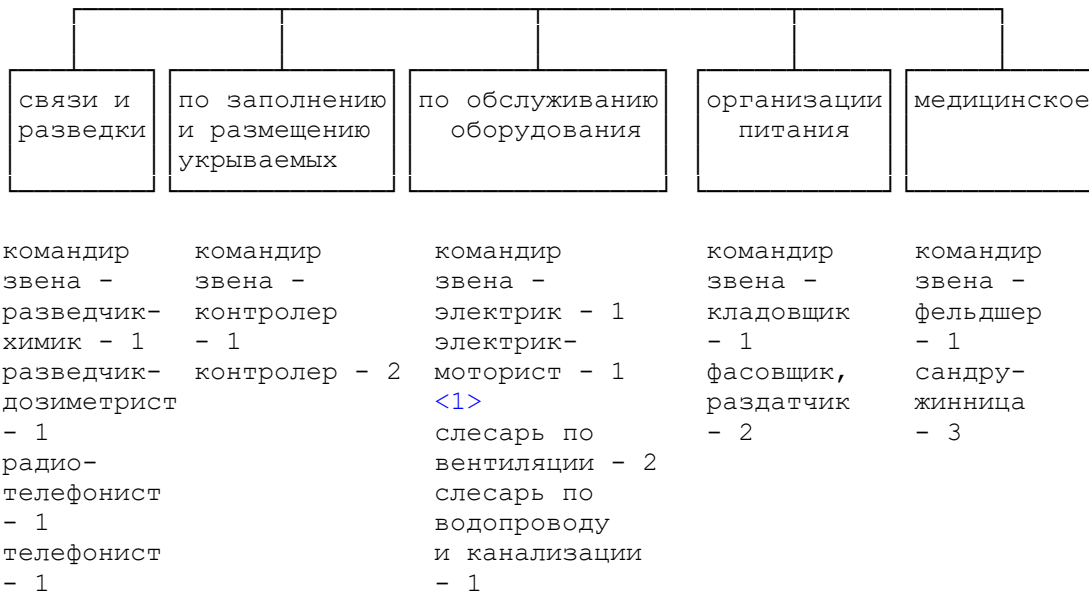 связи и разведки
по заполнению и размещению укрываемых
по обслуживанию оборудования
организации питания
медицинское
командир
звена -
разведчик-
химик - 1
разведчик-
дозиметрист
- 1
радио-
телефонист
- 1
телефонист
- 1
командир
звена -
контролер
- 1
контролер - 2
командир
звена -
электрик - 1
электрик-
моторист - 1
<1>
слесарь по
вентиляции - 2
слесарь по
водопроводу
и канализации
- 1
командир
звена -
кладовщик
- 1
фасовщик,
раздатчик
- 2
командир
звена -
фельдшер
- 1
сандру-
жинница
- 3